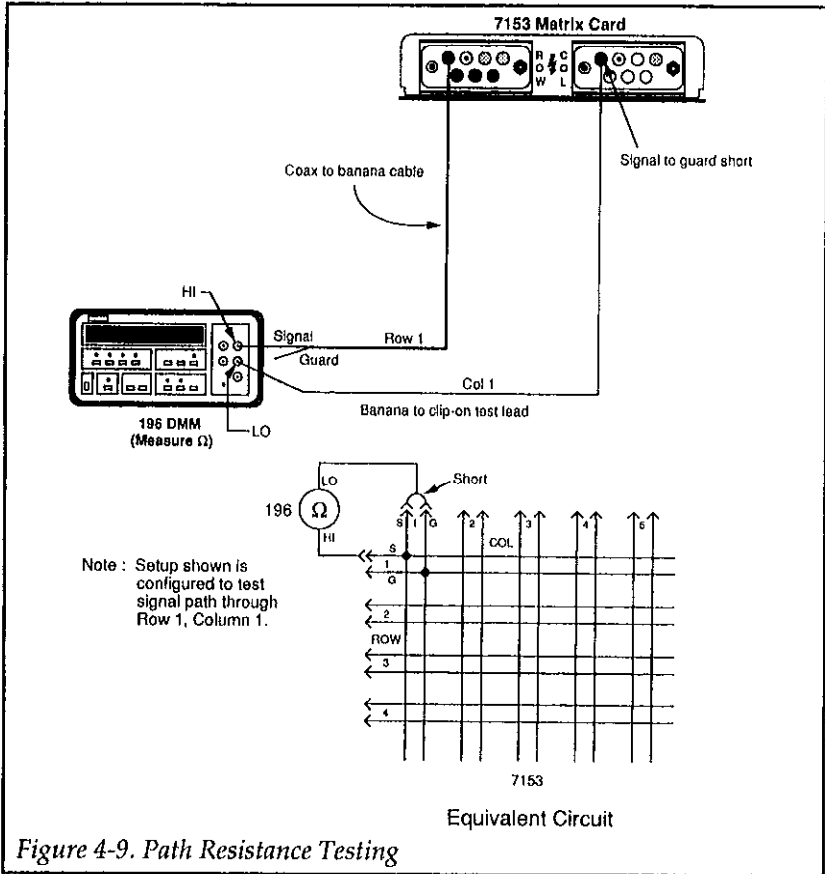 7153 Matrix Card
R C
O O
W L
Signal to guard short
Coax to banana cable
HI
Signal
Row 1
Guard
Col 1
Banana to clip-on test lead
196 DMM
(Measure Ω)
LO
LO
Short
196
Ω
HI
S 1 G
2
3
4
5
COL
S
1
G
2
ROW
3
4
Note : Setup shown is
configured to test
signal path through
Row 1, Column 1.
7153
Equivalent Circuit
Figure 4-9. Path Resistance Testing